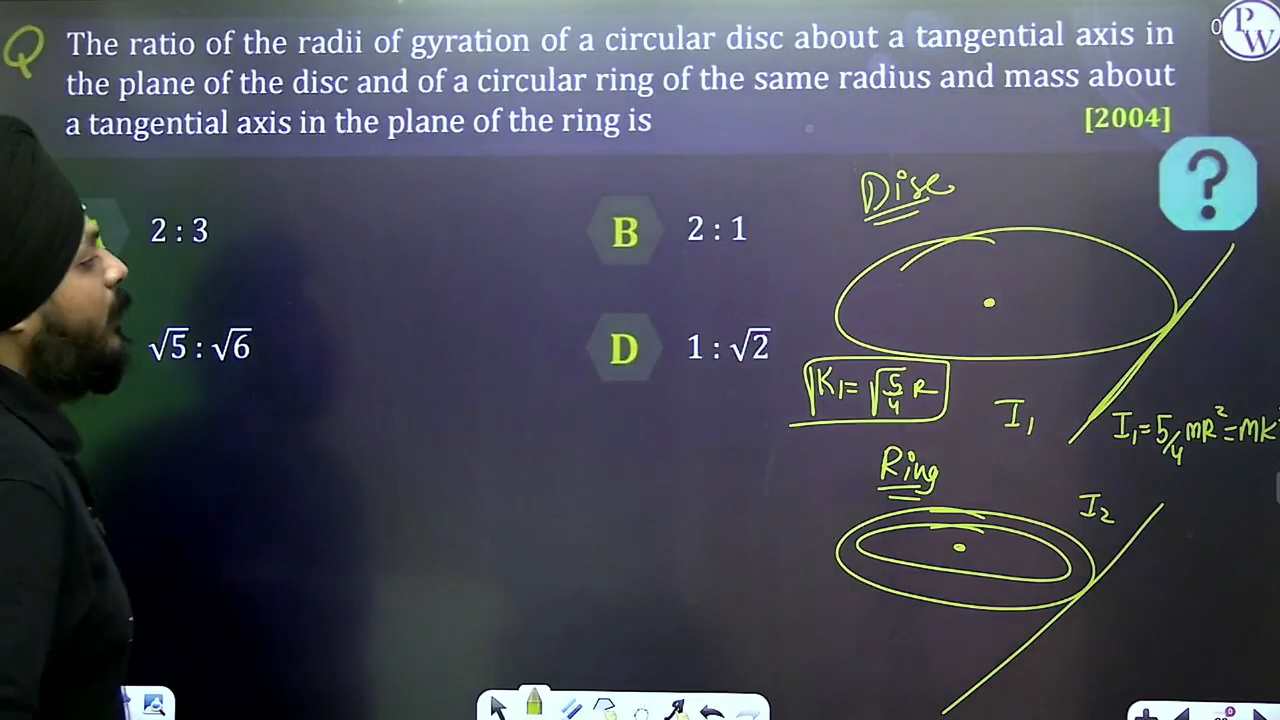 Q The ratio of the radii of gyration of a circular disc about a tangential axis in
the plane of the disc and of a circular ring of the same radius and mass about
a tangential axis in the plane of the ring is [2004]
PW
?
2 : 3
B 2 : 1
√5 : √6
D 1 : √2
Disc
K₁ = √5/4 R
I₁
I₁ = 5/4 mR² = mK²
Ring
I₂